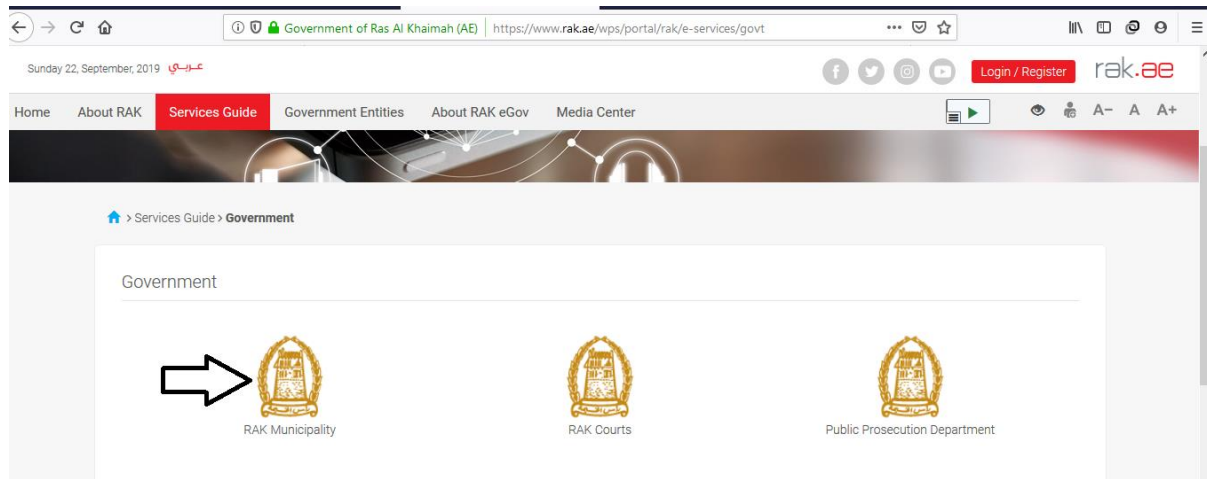 Government of Ras Al Khaimah (AE) https://www.rak.ae/wps/portal/rak/e-services/govt
Sunday 22, September, 2019 عـربــي Login / Register rak.ae
Home About RAK Services Guide Government Entities About RAK eGov Media Center A- A A+
> Services Guide > Government
Government
RAK Municipality RAK Courts Public Prosecution Department